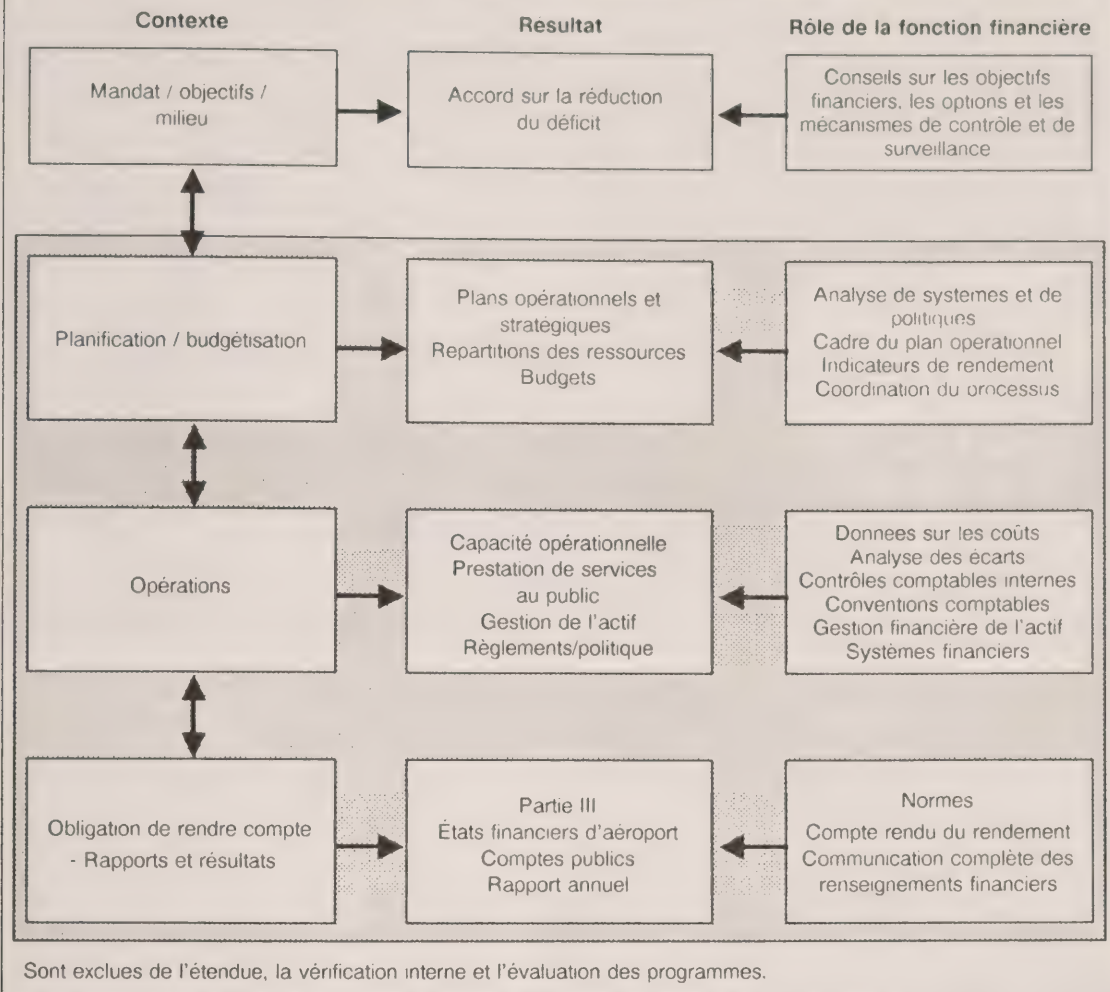 Contexte
Résultat
Rôle de la fonction financière
Mandat / objectifs /
milieu
Accord sur la réduction
du déficit
Conseils sur les objectifs
financiers, les options et les
mécanismes de contrôle et de
surveillance
Planification / budgétisation
Plans opérationnels et
stratégiques
Repartitions des ressources
Budgets
Analyse de systemes et de
politiques
Cadre du plan operationnel
Indicateurs de rendement
Coordination du processus
Opérations
Capacité opérationnelle
Prestation de services
au public
Gestion de l'actif
Règlements/politique
Donnees sur les coûts
Analyse des écarts
Contrôles comptables internes
Conventions comptables
Gestion financière de l'actif
Systèmes financiers
Obligation de rendre compte
- Rapports et résultats
Partie III
États financiers d'aéroport
Comptes publics
Rapport annuel
Normes
Compte rendu du rendement
Communication complète des
renseignements financiers
Sont exclues de l'étendue, la vérification interne et l'évaluation des programmes.